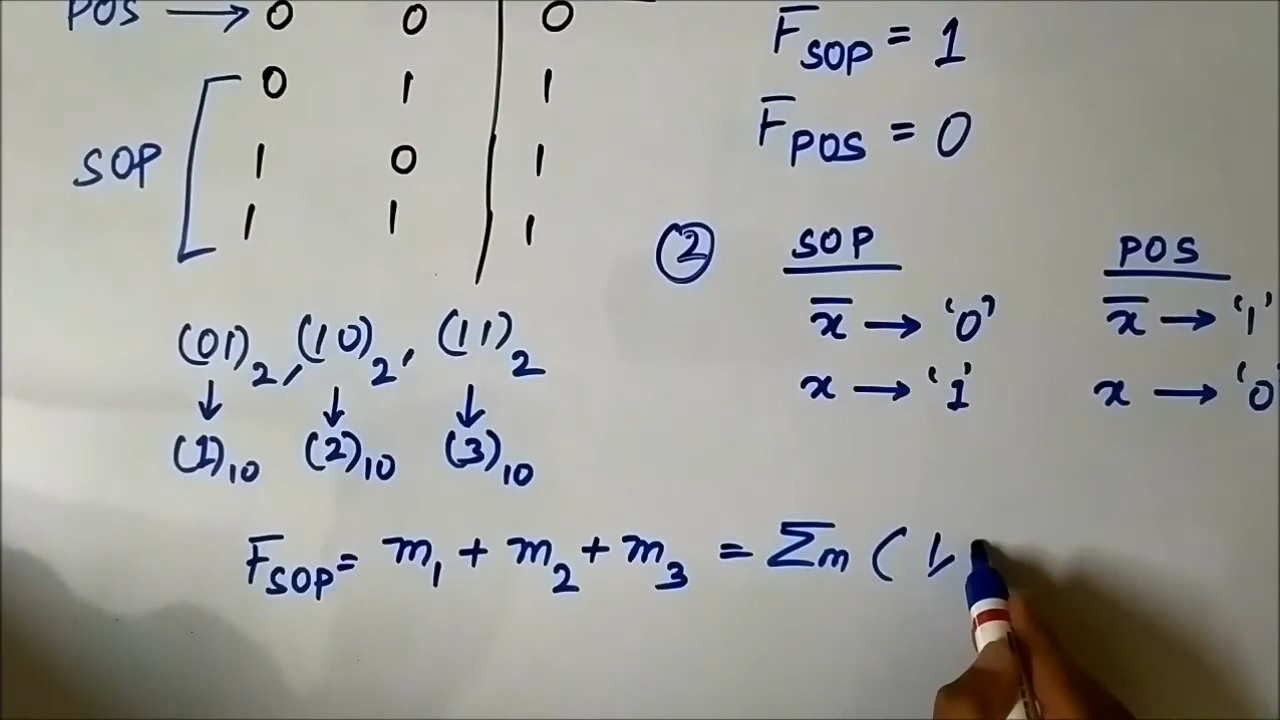 POS → 0 0 0
SOP
0 1 1
1 0 1
1 1 1
F_SOP = 1
F_POS = 0
②
SOP
x̅ → '0'
x → '1'
POS
x̅ → '1'
x → '0'
(01)₂, (10)₂, (11)₂
↓ ↓ ↓
(1)₁₀ (2)₁₀ (3)₁₀
F_SOP = m₁ + m₂ + m₃ = Σm ( 1,